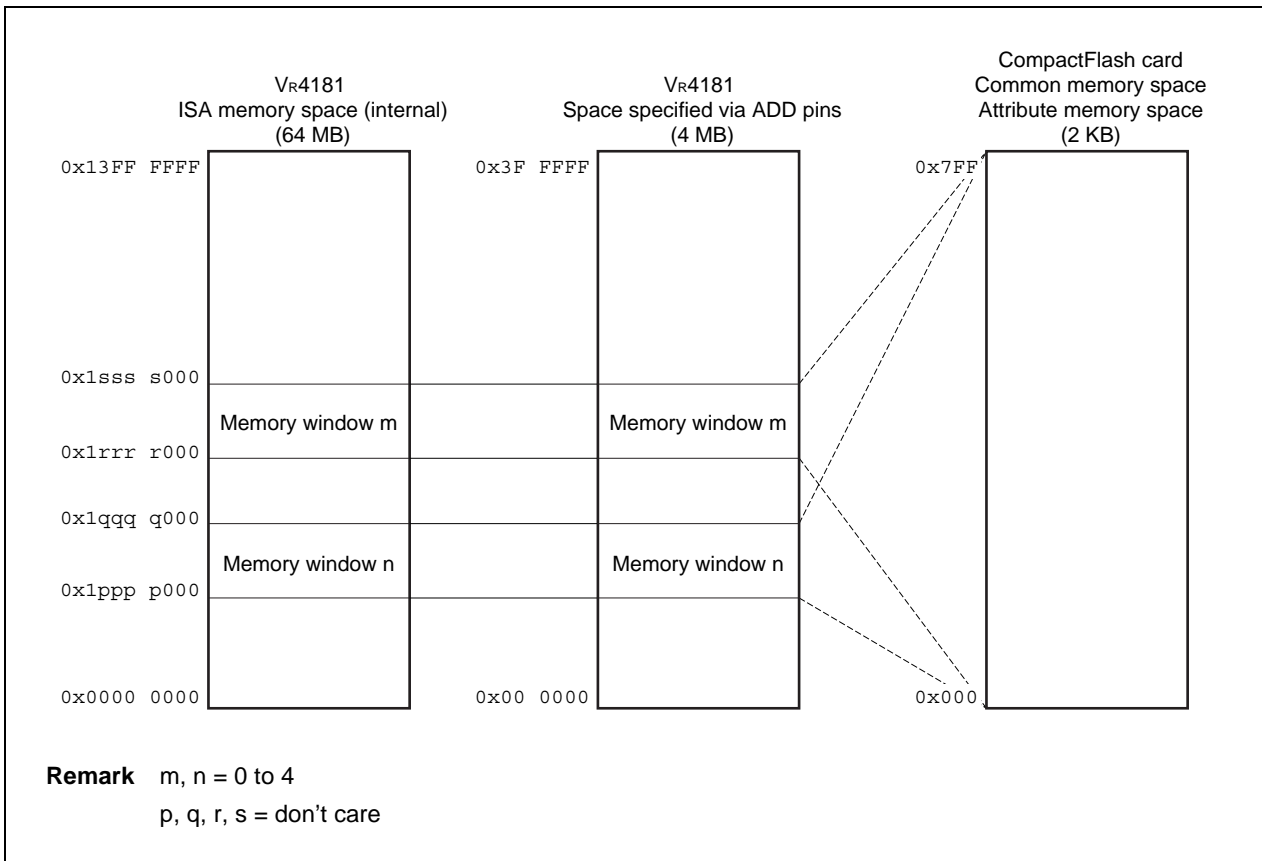 VR4181
ISA memory space (internal)
(64 MB)
VR4181
Space specified via ADD pins
(4 MB)
CompactFlash card
Common memory space
Attribute memory space
(2 KB)
0x13FF FFFF
0x3F FFFF
0x7FF
0x1sss s000
Memory window m
Memory window m
0x1rrr r000
0x1qqq q000
Memory window n
Memory window n
0x1ppp p000
0x0000 0000
0x00 0000
0x000
Remark m, n = 0 to 4
p, q, r, s = don't care